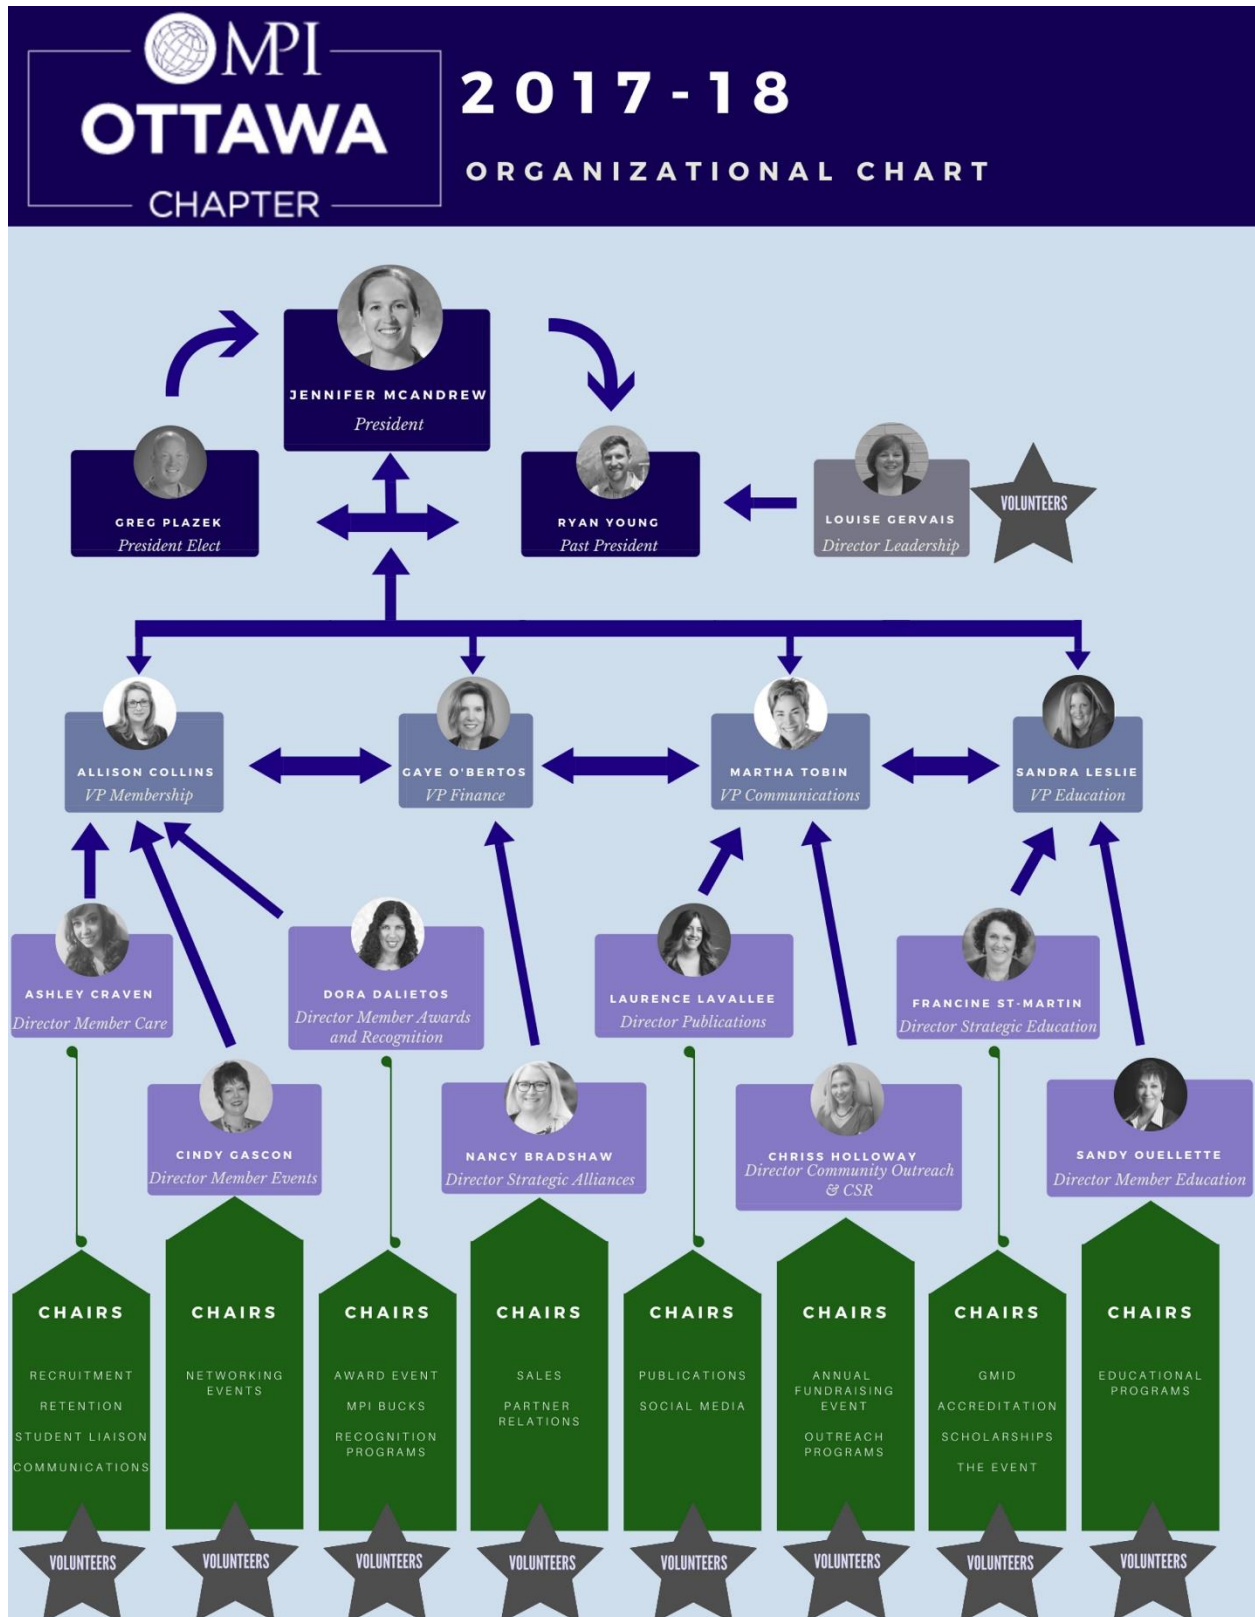 MPI
OTTAWA
CHAPTER
2017-18
ORGANIZATIONAL CHART
JENNIFER MCANDREW
President
GREG PLAZEK
President Elect
RYAN YOUNG
Past President
LOUISE GERVAIS
Director Leadership
VOLUNTEERS
ALLISON COLLINS
VP Membership
GAYE O'BERTOS
VP Finance
MARTHA TOBIN
VP Communications
SANDRA LESLIE
VP Education
ASHLEY CRAVEN
Director Member Care
DORA DALIETOS
Director Member Awards
and Recognition
LAURENCE LAVALLEE
Director Publications
FRANCINE ST-MARTIN
Director Strategic Education
CINDY GASCON
Director Member Events
NANCY BRADSHAW
Director Strategic Alliances
CHRISS HOLLOWAY
Director Community Outreach
& CSR
SANDY OUELLETTE
Director Member Education
CHAIRS
RECRUITMENT
RETENTION
STUDENT LIAISON
COMMUNICATIONS
VOLUNTEERS
CHAIRS
NETWORKING
EVENTS
VOLUNTEERS
CHAIRS
AWARD EVENT
MPI BUCKS
RECOGNITION
PROGRAMS
VOLUNTEERS
CHAIRS
SALES
PARTNER
RELATIONS
VOLUNTEERS
CHAIRS
PUBLICATIONS
SOCIAL MEDIA
VOLUNTEERS
CHAIRS
ANNUAL
FUNDRAISING
EVENT
OUTREACH
PROGRAMS
VOLUNTEERS
CHAIRS
GMID
ACCREDITATION
SCHOLARSHIPS
THE EVENT
VOLUNTEERS
CHAIRS
EDUCATIONAL
PROGRAMS
VOLUNTEERS